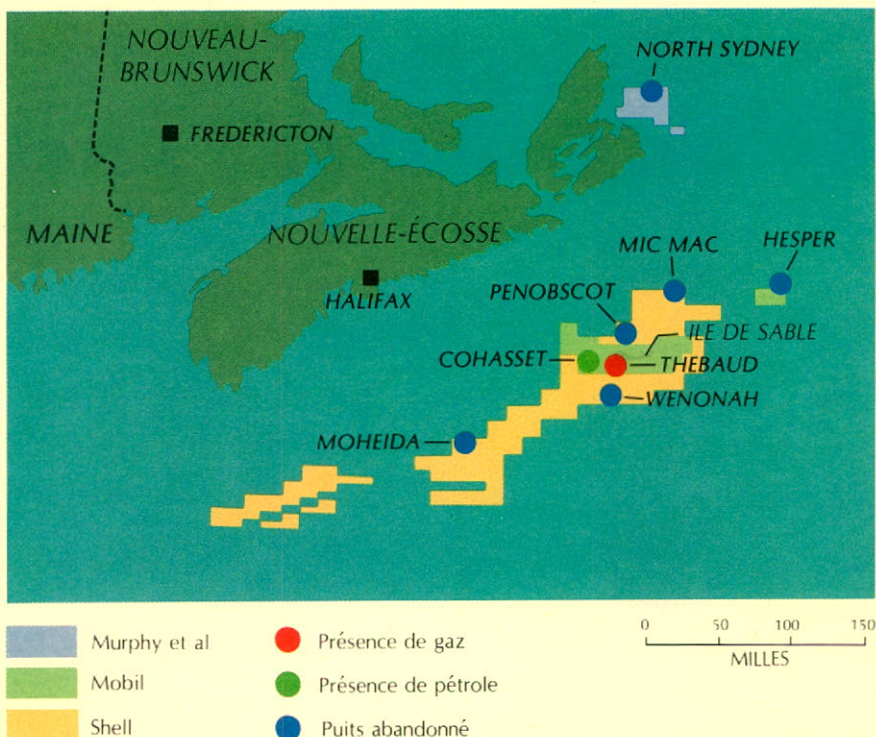 NOUVEAU-
BRUNSWICK
NORTH SYDNEY
FREDERICTON
MAINE
NOUVELLE-ÉCOSSE
MIC MAC
HESPER
HALIFAX
PENOBSCOT
ILE DE SABLE
COHASSET
THEBAUD
WENONAH
MOHEIDA
Murphy et al
Mobil
Shell
Présence de gaz
Présence de pétrole
Puits abandonné
0 50 100 150
MILLES